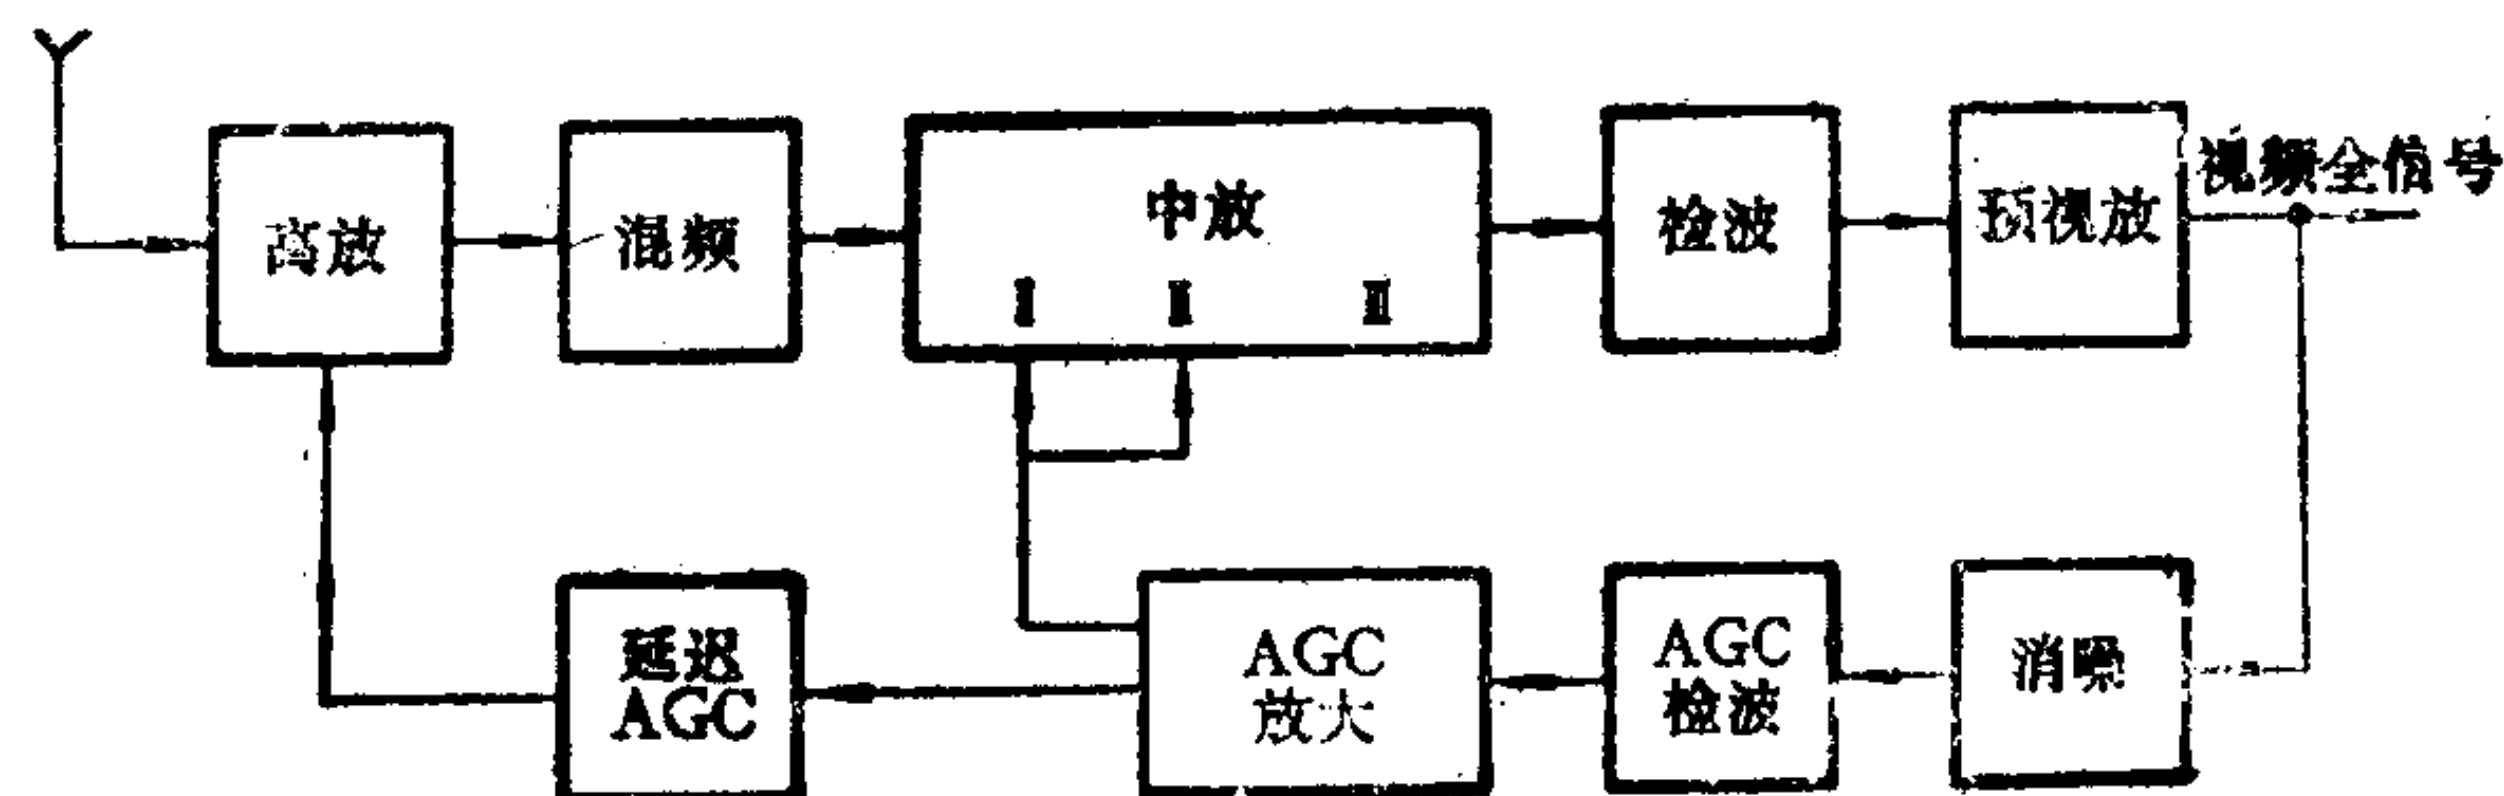 高放
混频
中放
Ⅰ Ⅱ Ⅲ
检波
预视放
视频全信号
延迟
AGC
AGC
放大
AGC
检波
消噪